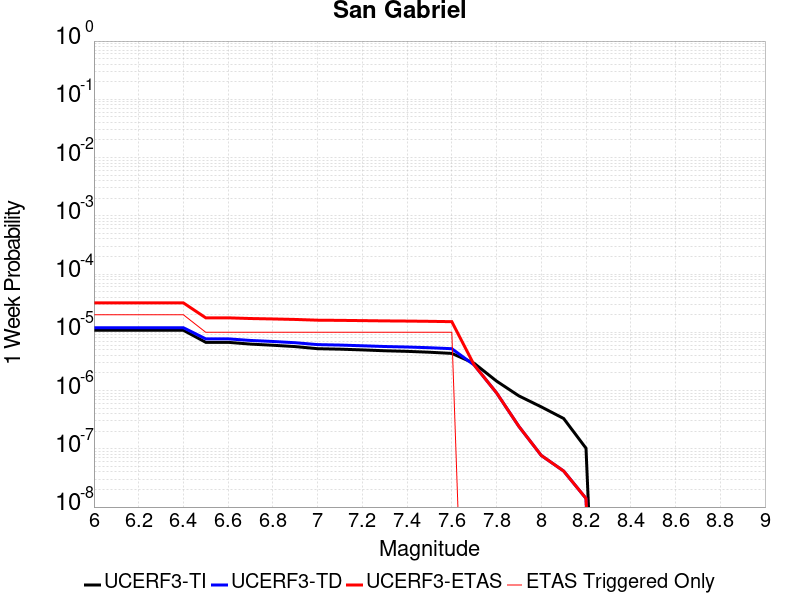 San Gabriel
10 0
10 -1
10 -2
10 -3
10 -4
10 -5
10 -6
10 -7
10 -8
1 Week Probability
6 6.2 6.4 6.6 6.8 7 7.2 7.4 7.6 7.8 8 8.2 8.4 8.6 8.8 9
Magnitude
UCERF3-TI UCERF3-TD UCERF3-ETAS ETAS Triggered Only